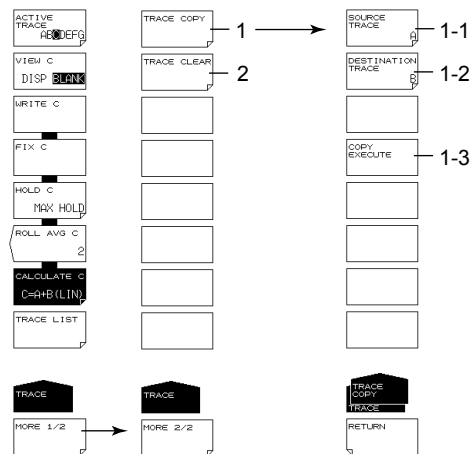 ACTIVE
TRACE
ABCDEFG
VIEW C
DISP BLANK
WRITE C
FIX C
HOLD C
MAX HOLD
ROLL AVG C
2
CALCULATE C
C=A+B(LIN)
TRACE LIST
TRACE
MORE 1/2
TRACE COPY
1
TRACE CLEAR
2
TRACE
MORE 2/2
SOURCE
TRACE
A
1-1
DESTINATION
TRACE
B
1-2
COPY
EXECUTE
1-3
TRACE
COPY
TRACE
RETURN